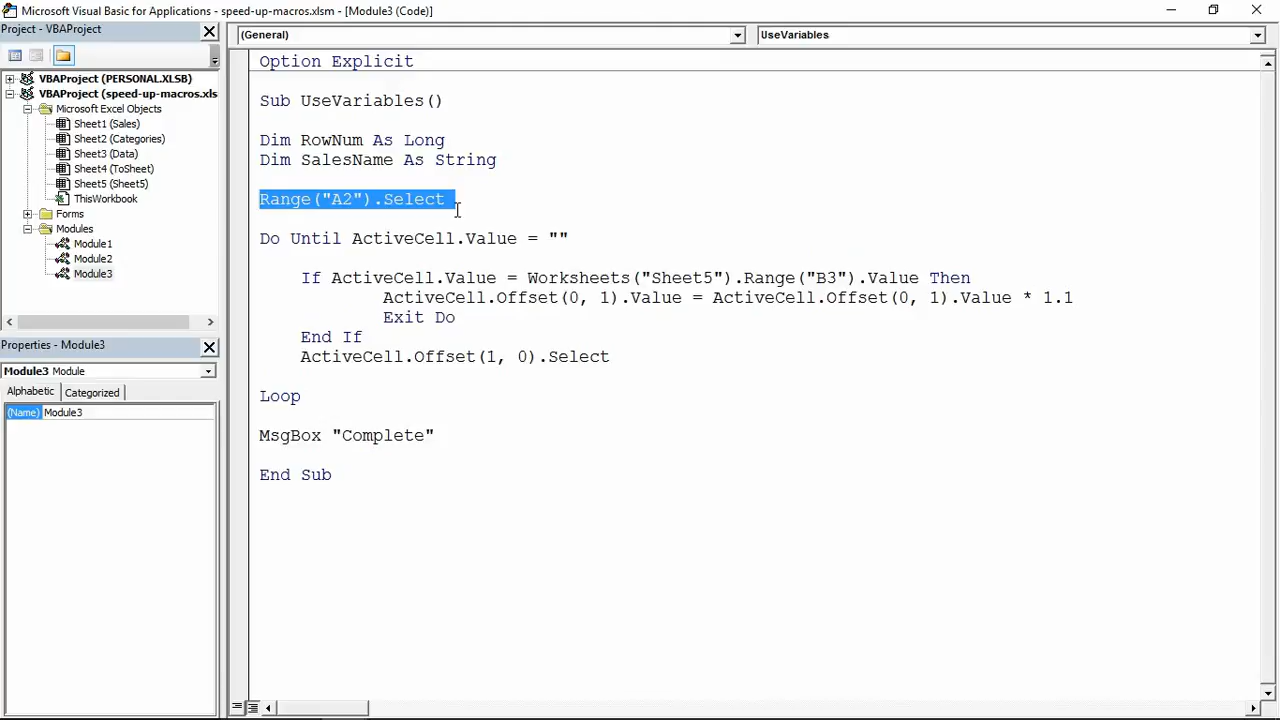 Microsoft Visual Basic for Applications - speed-up-macros.xlsm - [Module3 (Code)]
Project - VBAProject
VBAProject (PERSONAL.XLSB)
VBAProject (speed-up-macros.xls
Microsoft Excel Objects
Sheet1 (Sales)
Sheet2 (Categories)
Sheet3 (Data)
Sheet4 (ToSheet)
Sheet5 (Sheet5)
ThisWorkbook
Forms
Modules
Module1
Module2
Module3
Properties - Module3
Module3 Module
Alphabetic Categorized
(Name) Module3
(General) UseVariables
Option Explicit
Sub UseVariables()
Dim RowNum As Long
Dim SalesName As String
Range("A2").Select
Do Until ActiveCell.Value = ""
If ActiveCell.Value = Worksheets("Sheet5").Range("B3").Value Then
ActiveCell.Offset(0, 1).Value = ActiveCell.Offset(0, 1).Value * 1.1
Exit Do
End If
ActiveCell.Offset(1, 0).Select
Loop
MsgBox "Complete"
End Sub